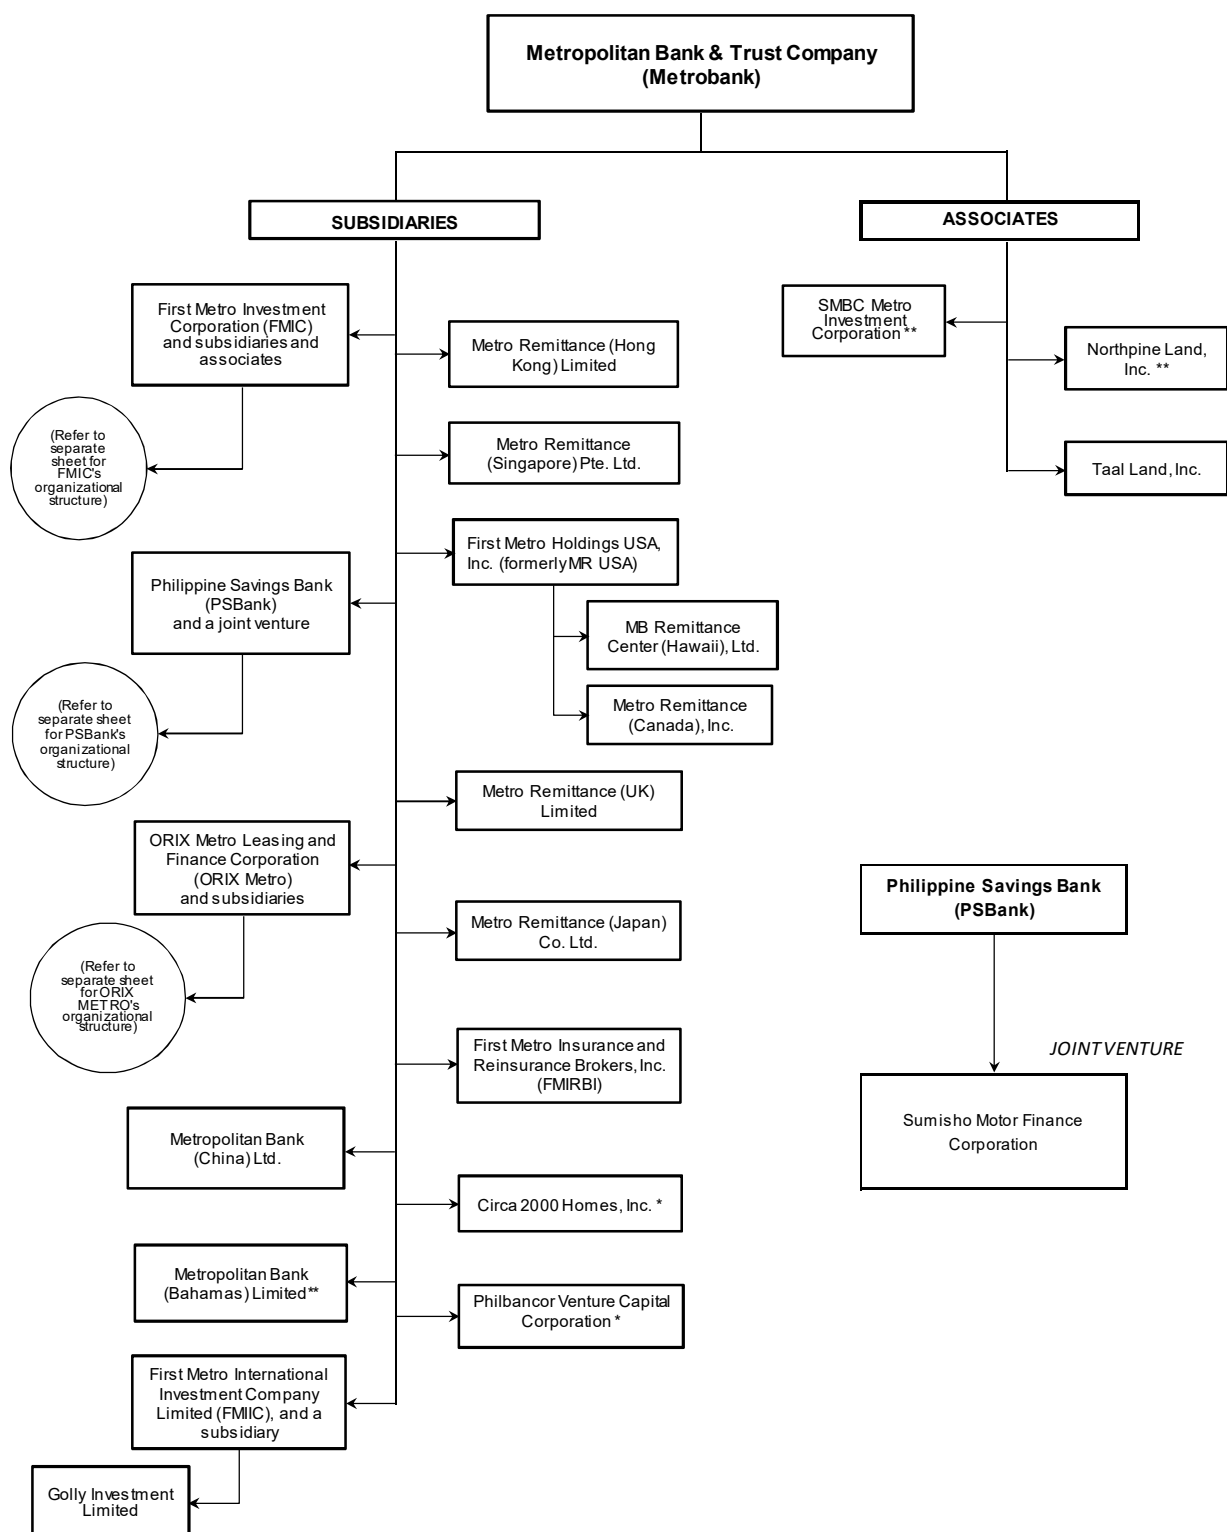 Metropolitan Bank & Trust Company
(Metrobank)
SUBSIDIARIES
ASSOCIATES
First Metro Investment
Corporation (FMIC)
and subsidiaries and
associates
(Refer to
separate
sheet for
FMIC's
organizational
structure)
Metro Remittance (Hong
Kong) Limited
Metro Remittance
(Singapore) Pte. Ltd.
First Metro Holdings USA,
Inc. (formerly MR USA)
MB Remittance
Center (Hawaii), Ltd.
Metro Remittance
(Canada), Inc.
Philippine Savings Bank
(PSBank)
and a joint venture
(Refer to
separate sheet
for PSBank's
organizational
structure)
Metro Remittance (UK)
Limited
ORIX Metro Leasing and
Finance Corporation
(ORIX Metro)
and subsidiaries
(Refer to
separate sheet
for ORIX
METRO's
organizational
structure)
Metro Remittance (Japan)
Co. Ltd.
First Metro Insurance and
Reinsurance Brokers, Inc.
(FMIRBI)
Metropolitan Bank
(China) Ltd.
Circa 2000 Homes, Inc. *
Metropolitan Bank
(Bahamas) Limited**
Philbancor Venture Capital
Corporation *
First Metro International
Investment Company
Limited (FMIIC), and a
subsidiary
Golly Investment
Limited
SMBC Metro
Investment
Corporation **
Northpine Land,
Inc. **
Taal Land, Inc.
Philippine Savings Bank
(PSBank)
JOINT VENTURE
Sumisho Motor Finance
Corporation